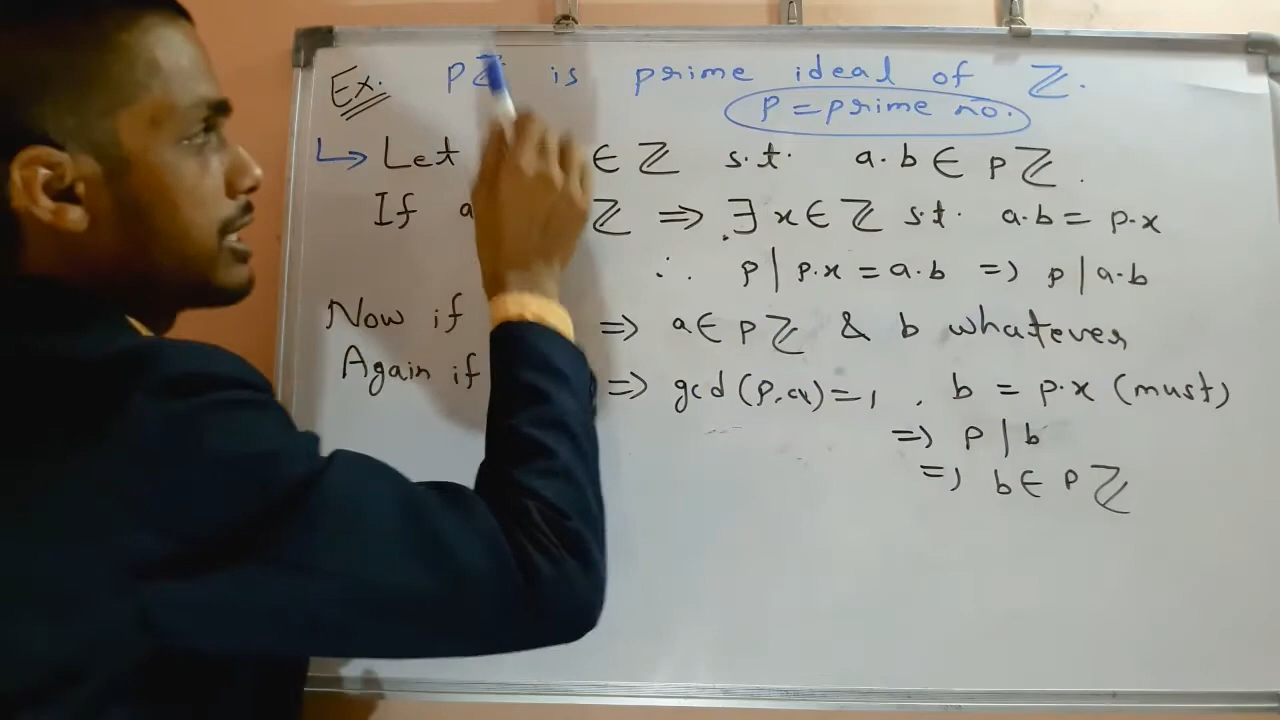 Ex. pℤ is prime ideal of ℤ.
p = prime no.
↳ Let ∈ ℤ s.t. a.b ∈ pℤ.
If a ℤ ⇒ ∃ x ∈ ℤ s.t. a.b = p.x
∴ p | p.x = a.b ⇒ p | a.b
Now if ⇒ a ∈ pℤ & b whatever
Again if ⇒ gcd (p,a) = 1, b = p.x (must)
⇒ p | b
⇒ b ∈ pℤ